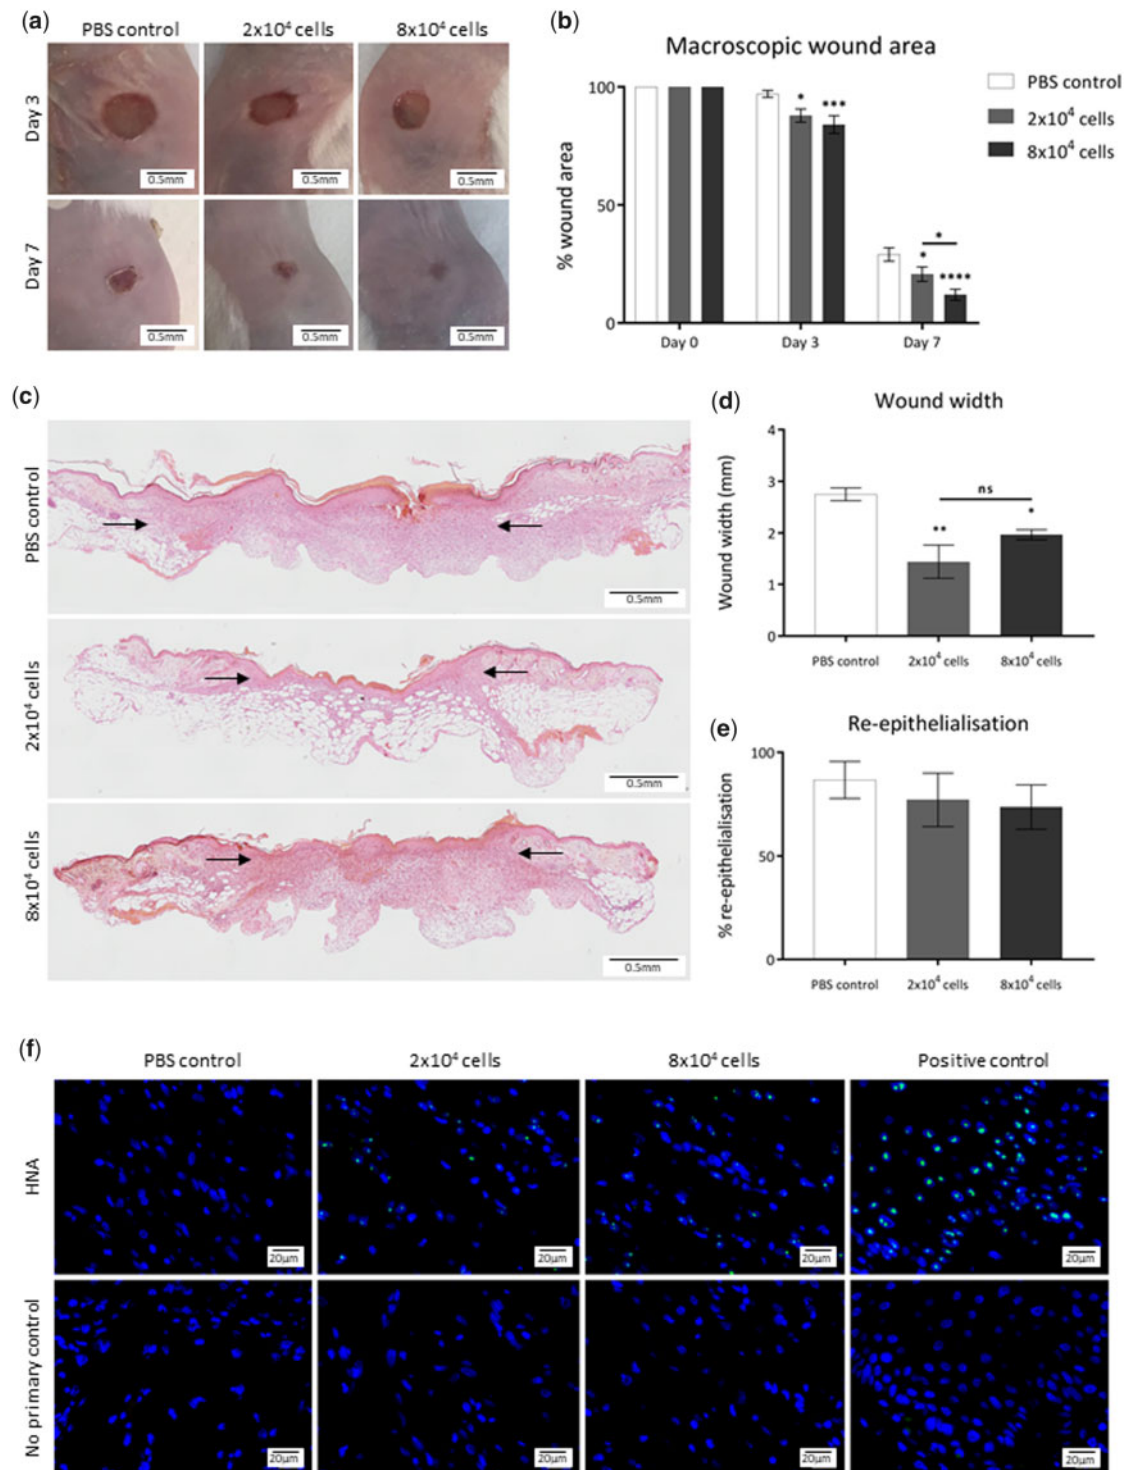 (a)
PBS control 2x10⁴ cells 8x10⁴ cells
Day 3
0.5mm 0.5mm 0.5mm
Day 7
0.5mm 0.5mm 0.5mm
(b)
Macroscopic wound area
% wound area
100
50
0
* ***
*
* ****
Day 0 Day 3 Day 7
PBS control
2x10⁴ cells
8x10⁴ cells
(c)
PBS control
0.5mm
2x10⁴ cells
0.5mm
8x10⁴ cells
0.5mm
(d)
Wound width
Wound width (mm)
4
3
2
1
0
ns
** *
PBS control 2x10⁴ cells 8x10⁴ cells
(e)
Re-epithelialisation
% re-epithelialisation
100
50
0
PBS control 2x10⁴ cells 8x10⁴ cells
(f)
PBS control 2x10⁴ cells 8x10⁴ cells Positive control
HNA
20µm 20µm 20µm 20µm
No primary control
20µm 20µm 20µm 20µm